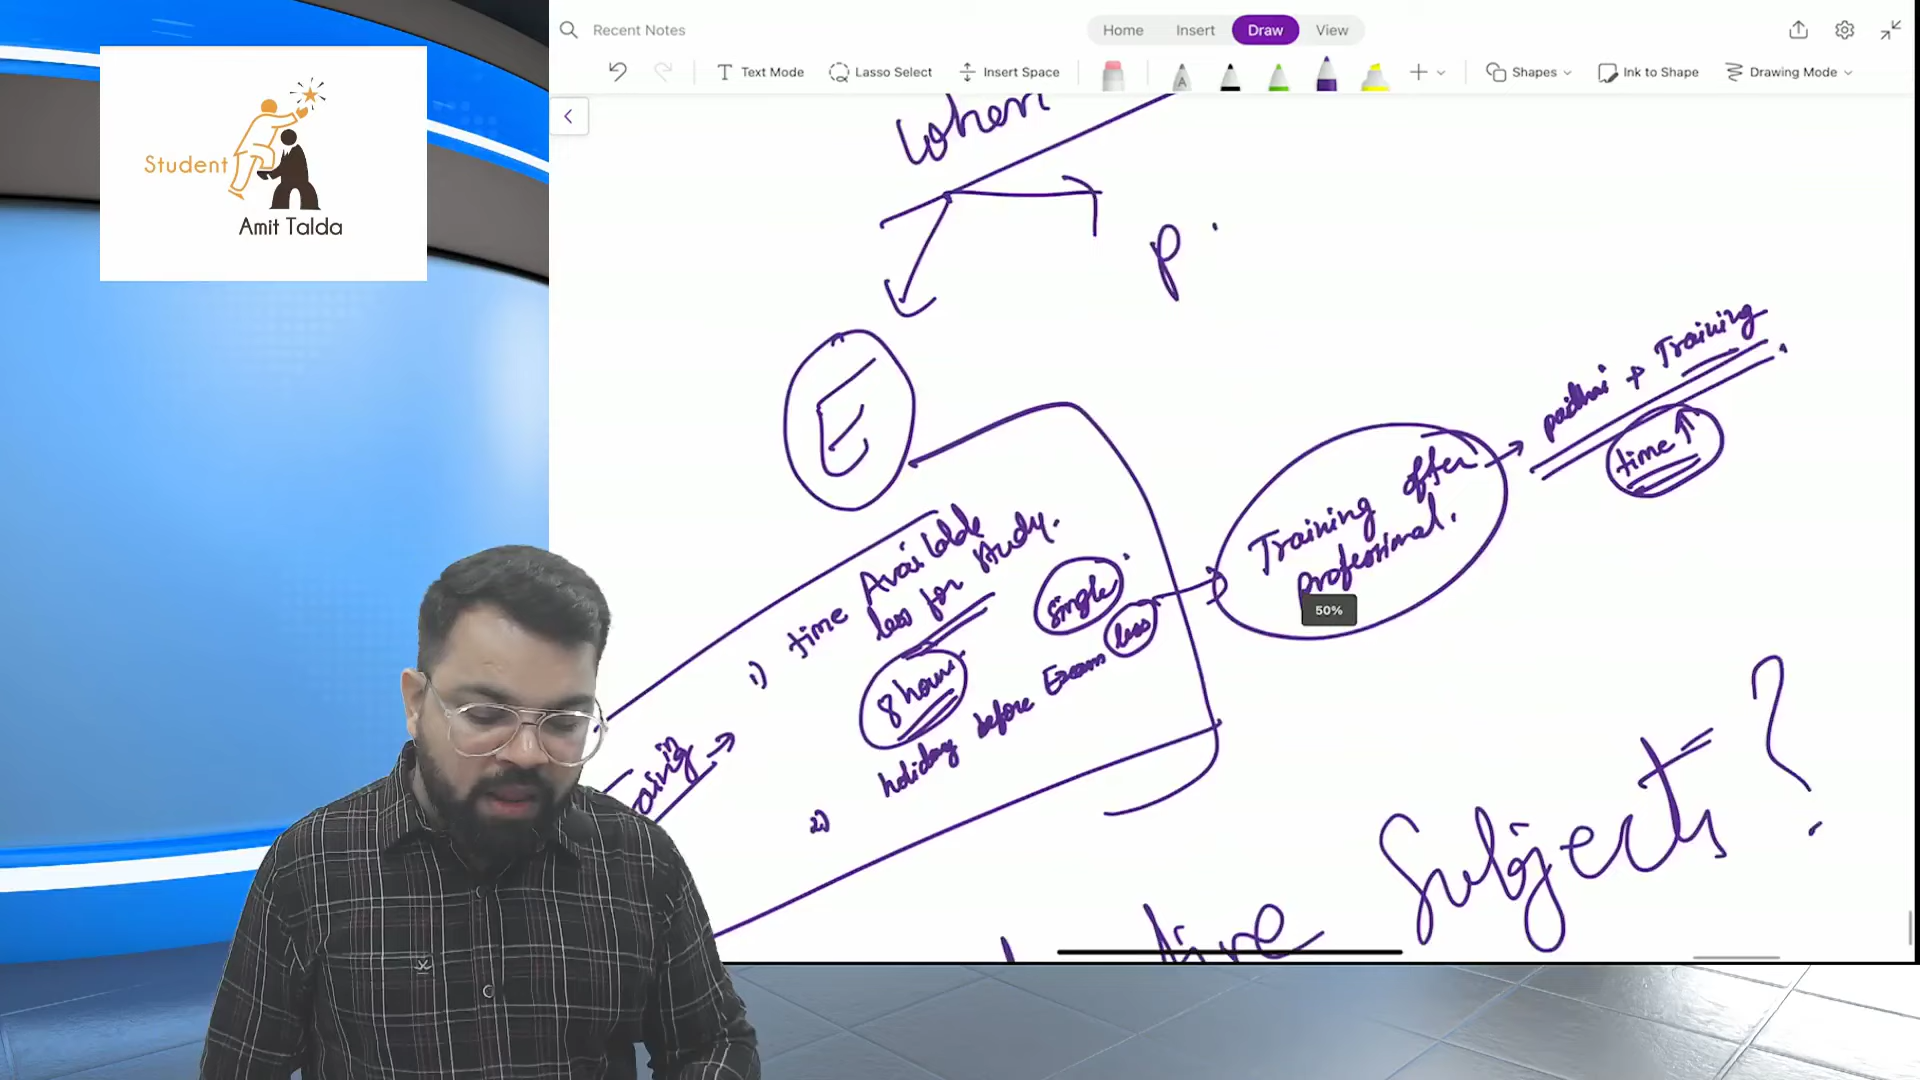 Recent Notes
Home Insert Draw View
Text Mode Lasso Select Insert Space Shapes Ink to Shape Drawing Mode
Student
Amit Talda
When
P
E
padhai + Training
time ↑
Training after
professional.
50%
1) time Available
less for study.
8 hours.
single
2) holiday before Exam less
Subjects?